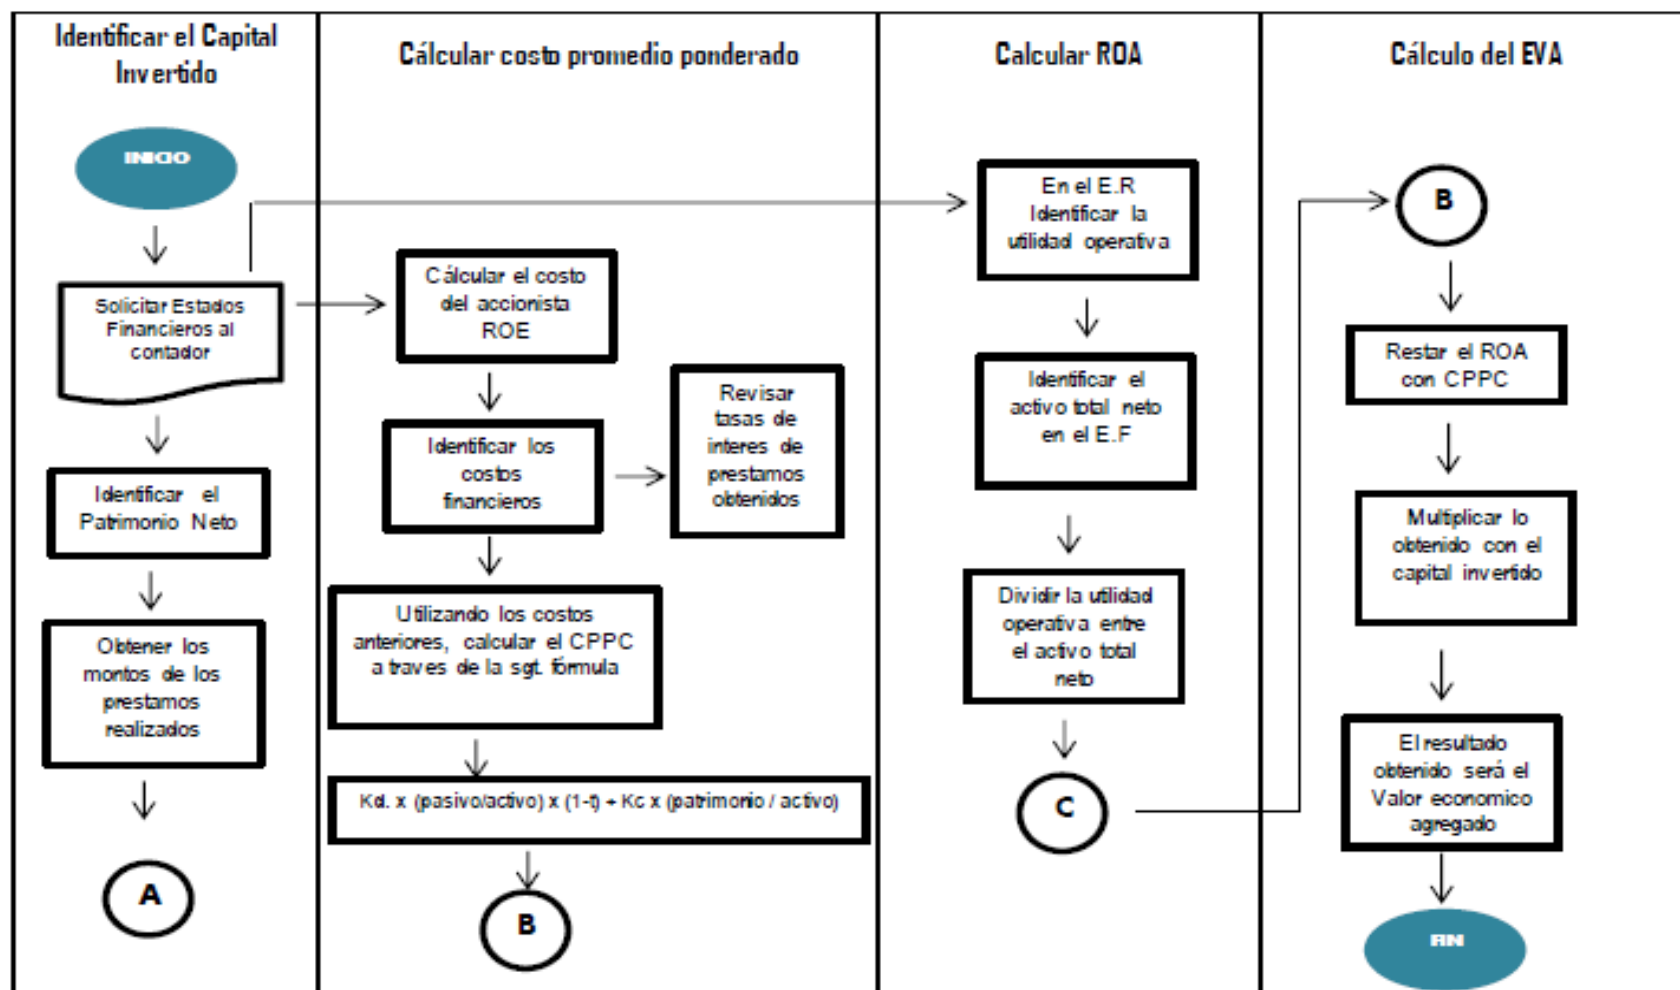 Identificar el Capital
Invertido
INICIO
Solicitar Estados
Financieros al
contador
Identificar el
Patrimonio Neto
Obtener los
montos de los
prestamos
realizados
A
Cálcular costo promedio ponderado
Cálcular el costo
del accionista
ROE
Identificar los
costos
financieros
Revisar
tasas de
interes de
prestamos
obtenidos
Utilizando los costos
anteriores, calcular el CPPC
a traves de la sgt. fórmula
Kd. x (pasivo/activo) x (1-t) + Kc x (patrimonio / activo)
B
Calcular ROA
En el E.R
Identificar la
utilidad operativa
Identificar el
activo total neto
en el E.F
Dividir la utilidad
operativa entre
el activo total
neto
C
Cálculo del EVA
B
Restar el ROA
con CPPC
Multiplicar lo
obtenido con el
capital invertido
El resultado
obtenido será el
Valor economico
agregado
FIN